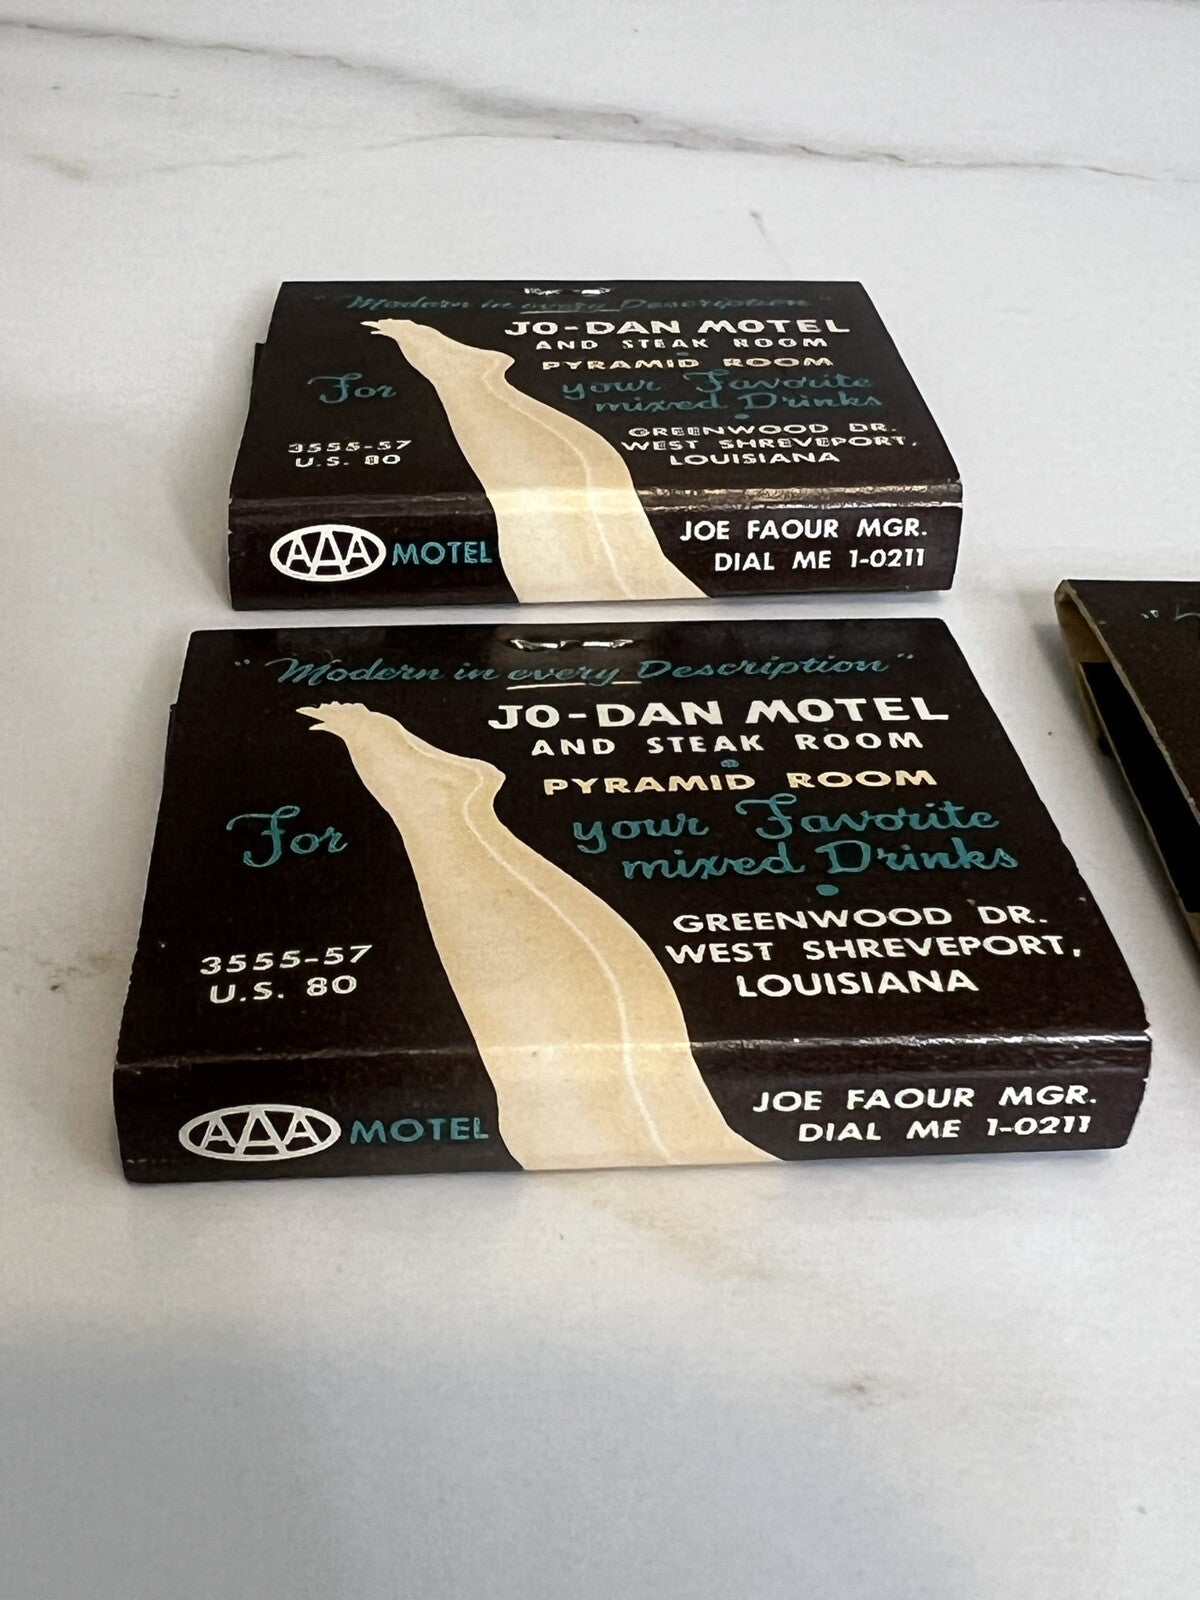 "Modern in every Description"
JO-DAN MOTEL
AND STEAK ROOM
PYRAMID ROOM
For your Favorite
mixed Drinks
3555-57
U.S. 80
GREENWOOD DR.
WEST SHREVEPORT,
LOUISIANA
AAA MOTEL
JOE FAOUR MGR.
DIAL ME 1-0211
"Modern in every Description"
JO-DAN MOTEL
AND STEAK ROOM
PYRAMID ROOM
For your Favorite
mixed Drinks
3555-57
U.S. 80
GREENWOOD DR.
WEST SHREVEPORT,
LOUISIANA
AAA MOTEL
JOE FAOUR MGR.
DIAL ME 1-0211